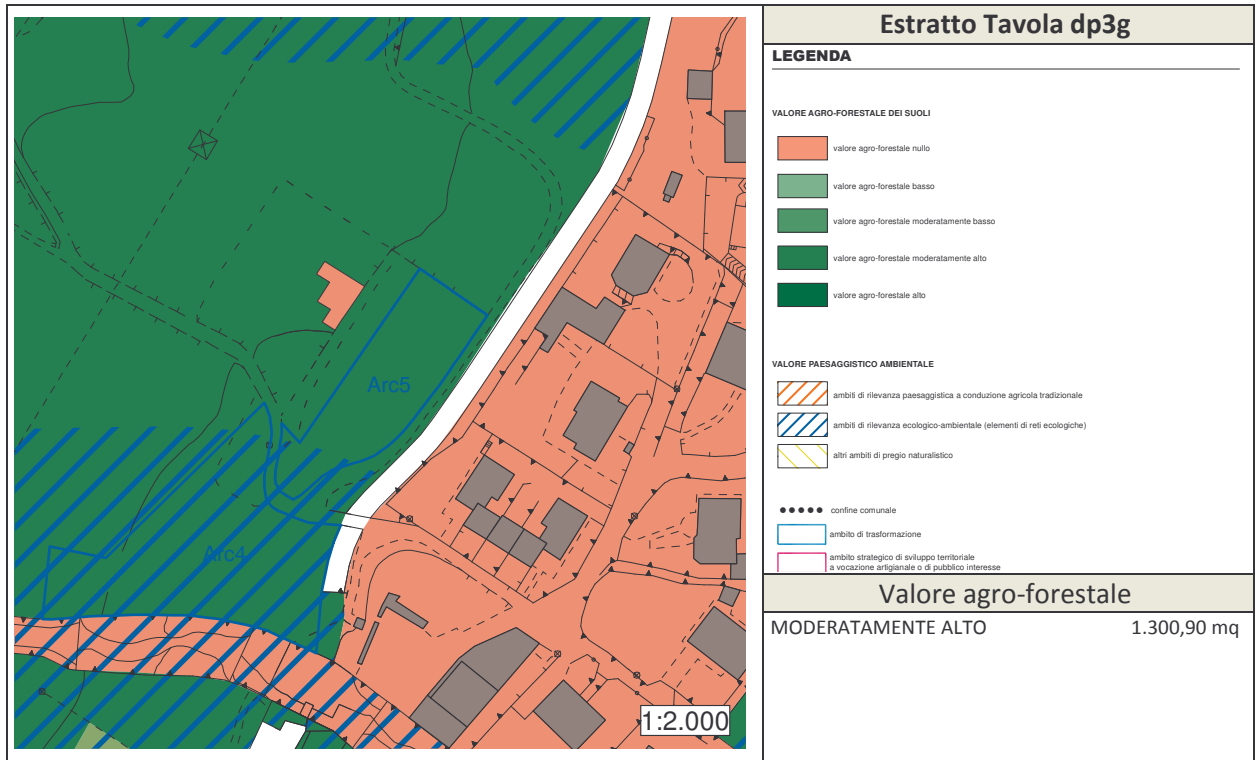 Arc5
Arc4
1:2.000
Estratto Tavola dp3g
LEGENDA
VALORE AGRO-FORESTALE DEI SUOLI
valore agro-forestale nullo
valore agro-forestale basso
valore agro-forestale moderatamente basso
valore agro-forestale moderatamente alto
valore agro-forestale alto
VALORE PAESAGGISTICO AMBIENTALE
ambiti di rilevanza paesaggistica a conduzione agricola tradizionale
ambiti di rilevanza ecologico-ambientale (elementi di reti ecologiche)
altri ambiti di pregio naturalistico
confine comunale
ambito di trasformazione
ambito strategico di sviluppo territoriale
a vocazione artigianale o di pubblico interesse
Valore agro-forestale
MODERATAMENTE ALTO 1.300,90 mq